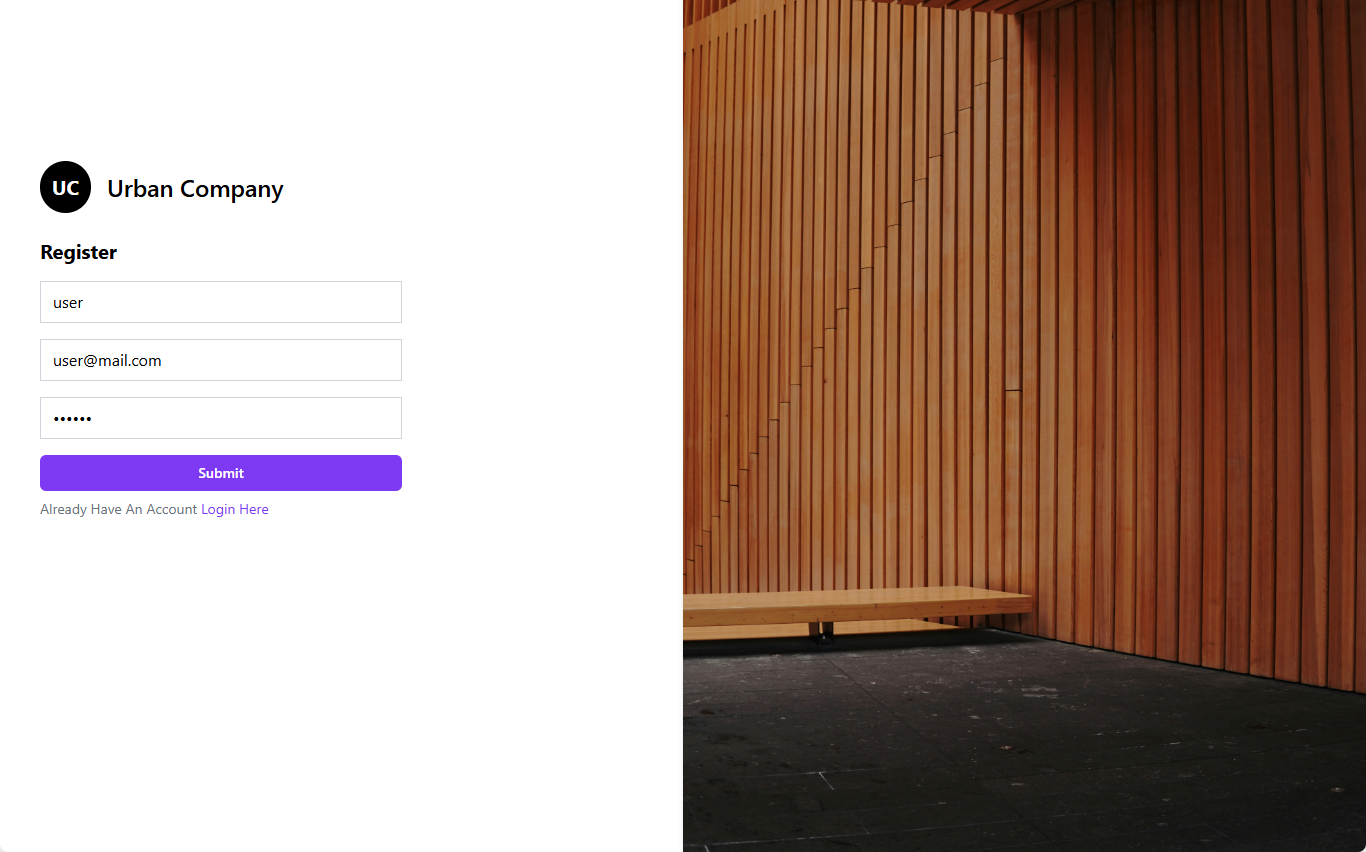 UC
Urban Company
Register
user
user@mail.com
••••••
Submit
Already Have An Account Login Here